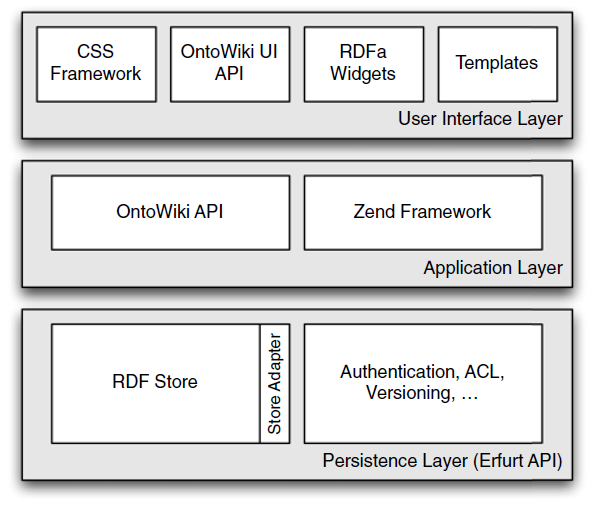 CSS
Framework
OntoWiki UI
API
RDFa
Widgets
Templates
User Interface Layer
OntoWiki API
Zend Framework
Application Layer
RDF Store
Store Adapter
Authentication, ACL,
Versioning, …
Persistence Layer (Erfurt API)